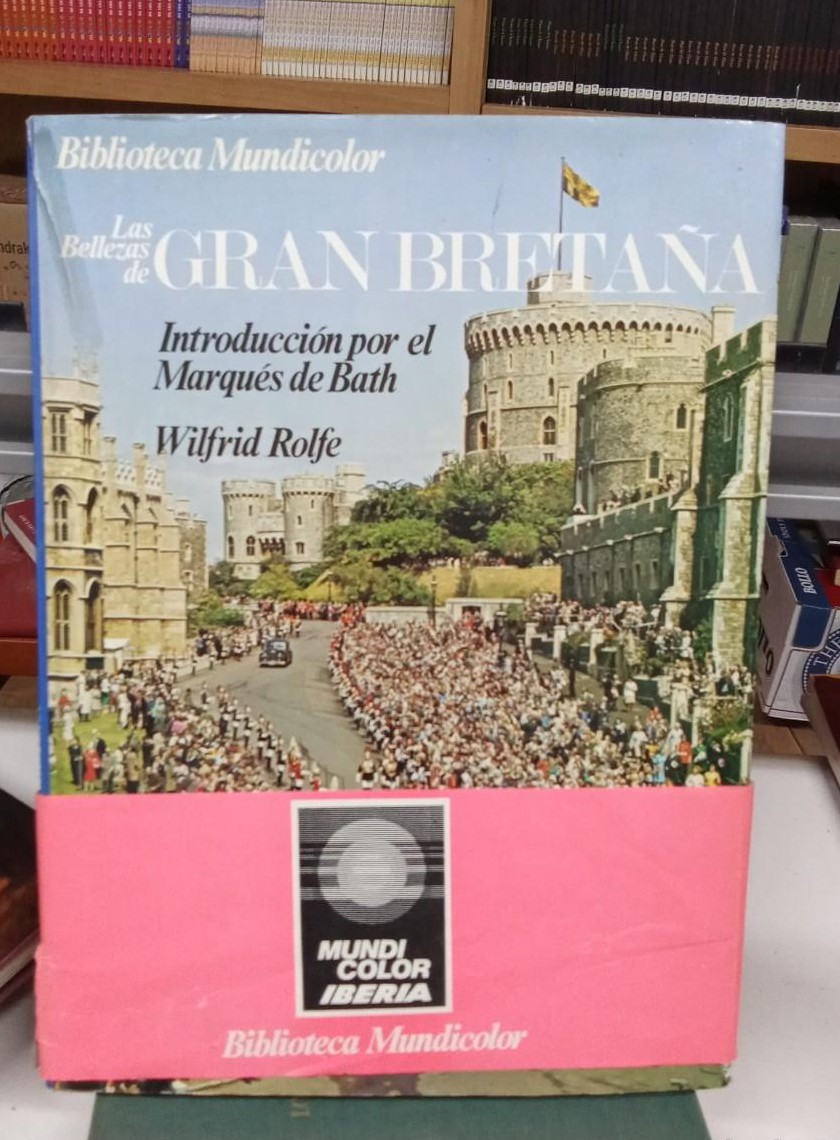 Biblioteca Mundicolor
Las
Bellezas
de
GRAN BRETAÑA
Introducción por el
Marqués de Bath
Wilfrid Rolfe
BOLLO
MUNDI
COLOR
IBERIA
Biblioteca Mundicolor